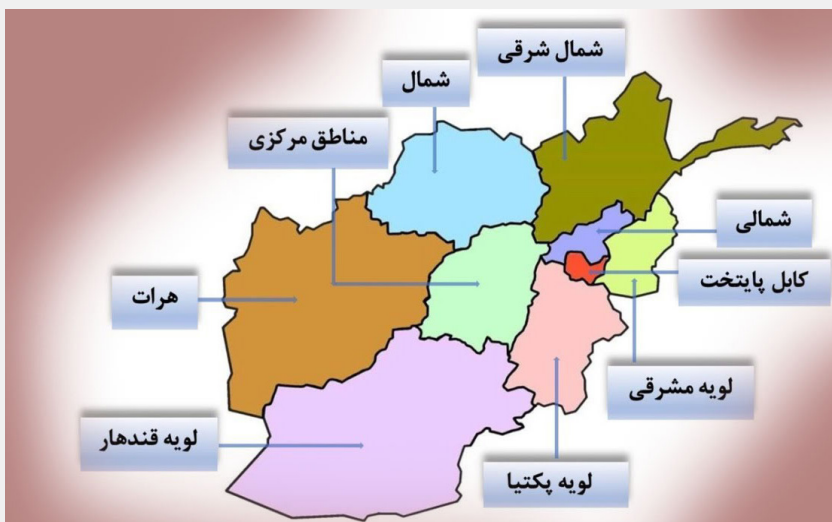 شمال شرقی
شمال
مناطق مرکزی
شمالی
کابل پایتخت
هرات
لویه مشرقی
لویه قندهار
لویه پکتیا